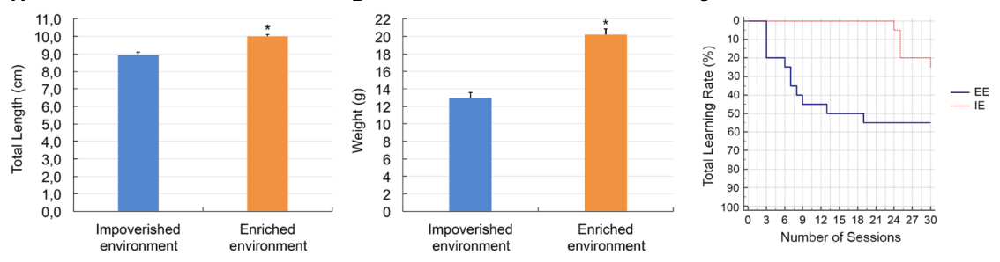 11,0
10,0
9,0
8,0
7,0
6,0
5,0
4,0
3,0
2,0
1,0
0,0
Total Length (cm)
*
Impoverished
environment
Enriched
environment
22
20
18
16
14
12
10
8
6
4
2
0
Weight (g)
*
Impoverished
environment
Enriched
environment
0
10
20
30
40
50
60
70
80
90
100
Total Learning Rate (%)
0 3 6 9 12 15 18 21 24 27 30
Number of Sessions
EE
IE